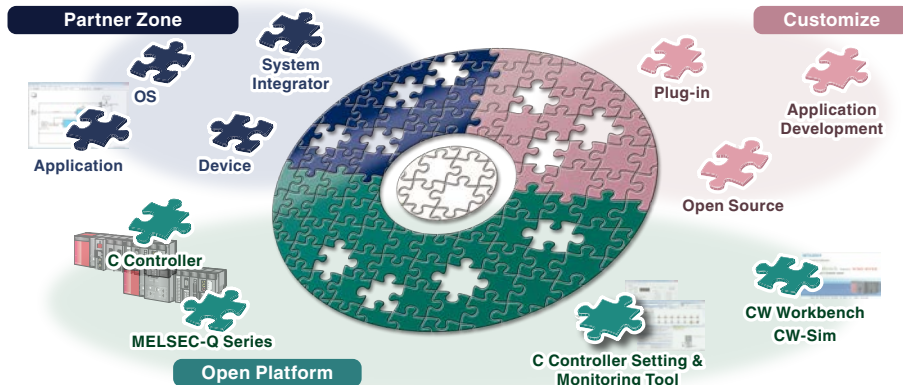 Partner Zone
Customize
OS
System
Integrator
Plug-in
Application
Development
Application
Device
Open Source
C Controller
MELSEC-Q Series
CW Workbench
CW-Sim
C Controller Setting &
Monitoring Tool
Open Platform